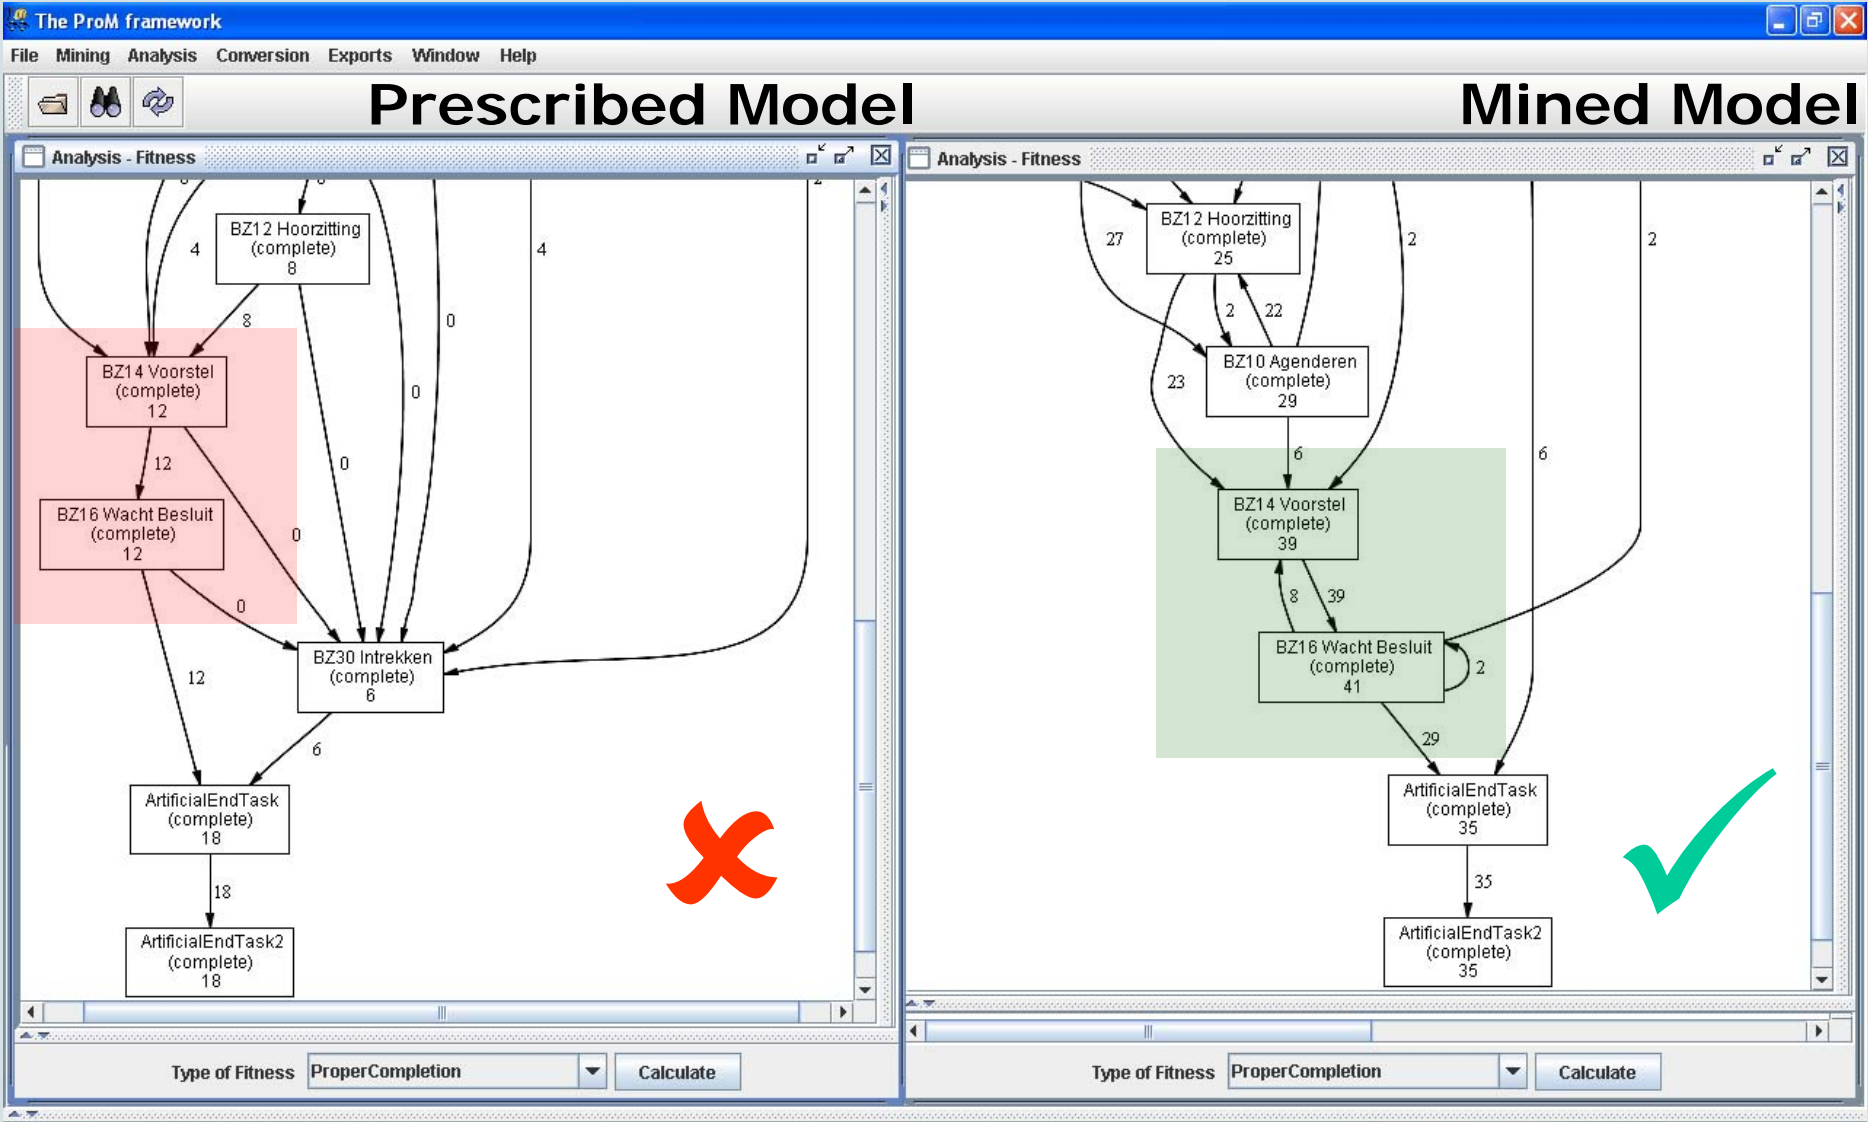 The ProM framework
File Mining Analysis Conversion Exports Window Help
Prescribed Model
Mined Model
Analysis - Fitness
4
BZ12 Hoorzitting
(complete)
8
4
2
8
0
BZ14 Voorstel
(complete)
12
0
12
0
BZ16 Wacht Besluit
(complete)
12
0
0
BZ30 Intrekken
(complete)
6
12
6
ArtificialEndTask
(complete)
18
18
ArtificialEndTask2
(complete)
18
Type of Fitness ProperCompletion Calculate
Analysis - Fitness
BZ12 Hoorzitting
(complete)
25
27
2
2
2
22
BZ10 Agenderen
(complete)
29
23
6
6
BZ14 Voorstel
(complete)
39
8
39
BZ16 Wacht Besluit
(complete)
41
2
29
ArtificialEndTask
(complete)
35
35
ArtificialEndTask2
(complete)
35
Type of Fitness ProperCompletion Calculate